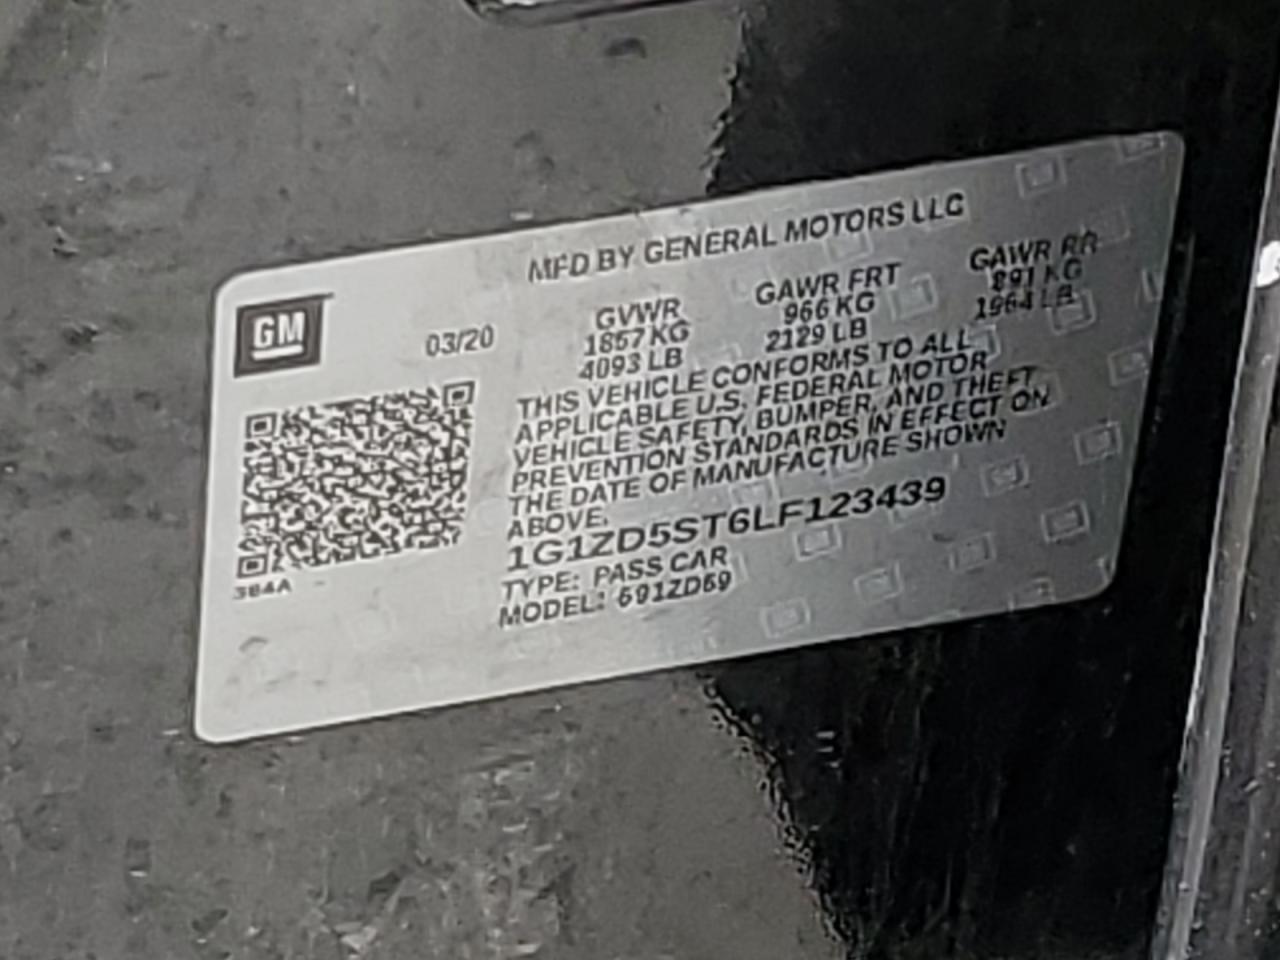 MFD BY GENERAL MOTORS LLC
GM
03/20
GVWR GAWR FRT GAWR RR
1857 KG 966 KG 891 KG
4093 LB 2129 LB 1964 LB
THIS VEHICLE CONFORMS TO ALL
APPLICABLE U.S. FEDERAL MOTOR
VEHICLE SAFETY, BUMPER, AND THEFT
PREVENTION STANDARDS IN EFFECT ON
THE DATE OF MANUFACTURE SHOWN
ABOVE.
1G1ZD5ST6LF123439
TYPE: PASS CAR
MODEL: 691ZD69
384A